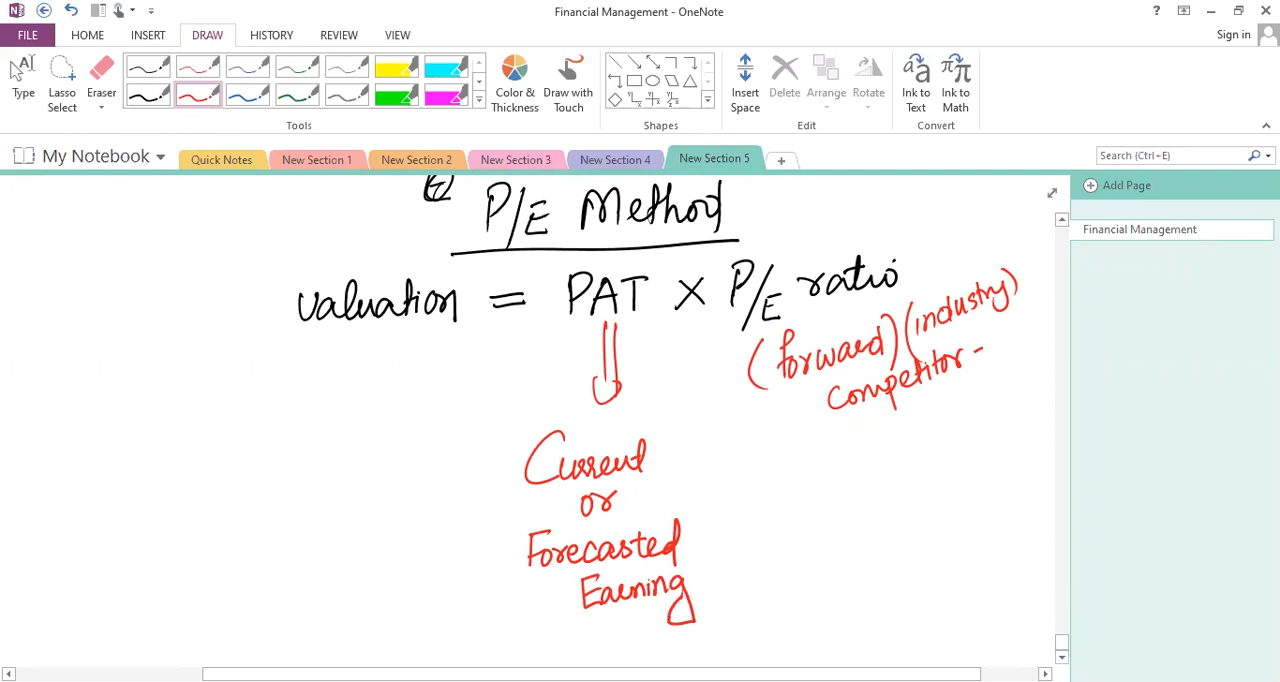 Financial Management - OneNote
FILE HOME INSERT DRAW HISTORY REVIEW VIEW
Sign in
Type Lasso Select Eraser
Color & Thickness Draw with Touch
Insert Space Delete Arrange Rotate
Ink to Text Ink to Math
Tools Shapes Edit Convert
My Notebook Quick Notes New Section 1 New Section 2 New Section 3 New Section 4 New Section 5
Search (Ctrl+E)
Add Page
Financial Management
P/E Method
valuation = PAT × P/E ratio
(forward) (industry)
competitor -
Current
or
Forecasted
Earning